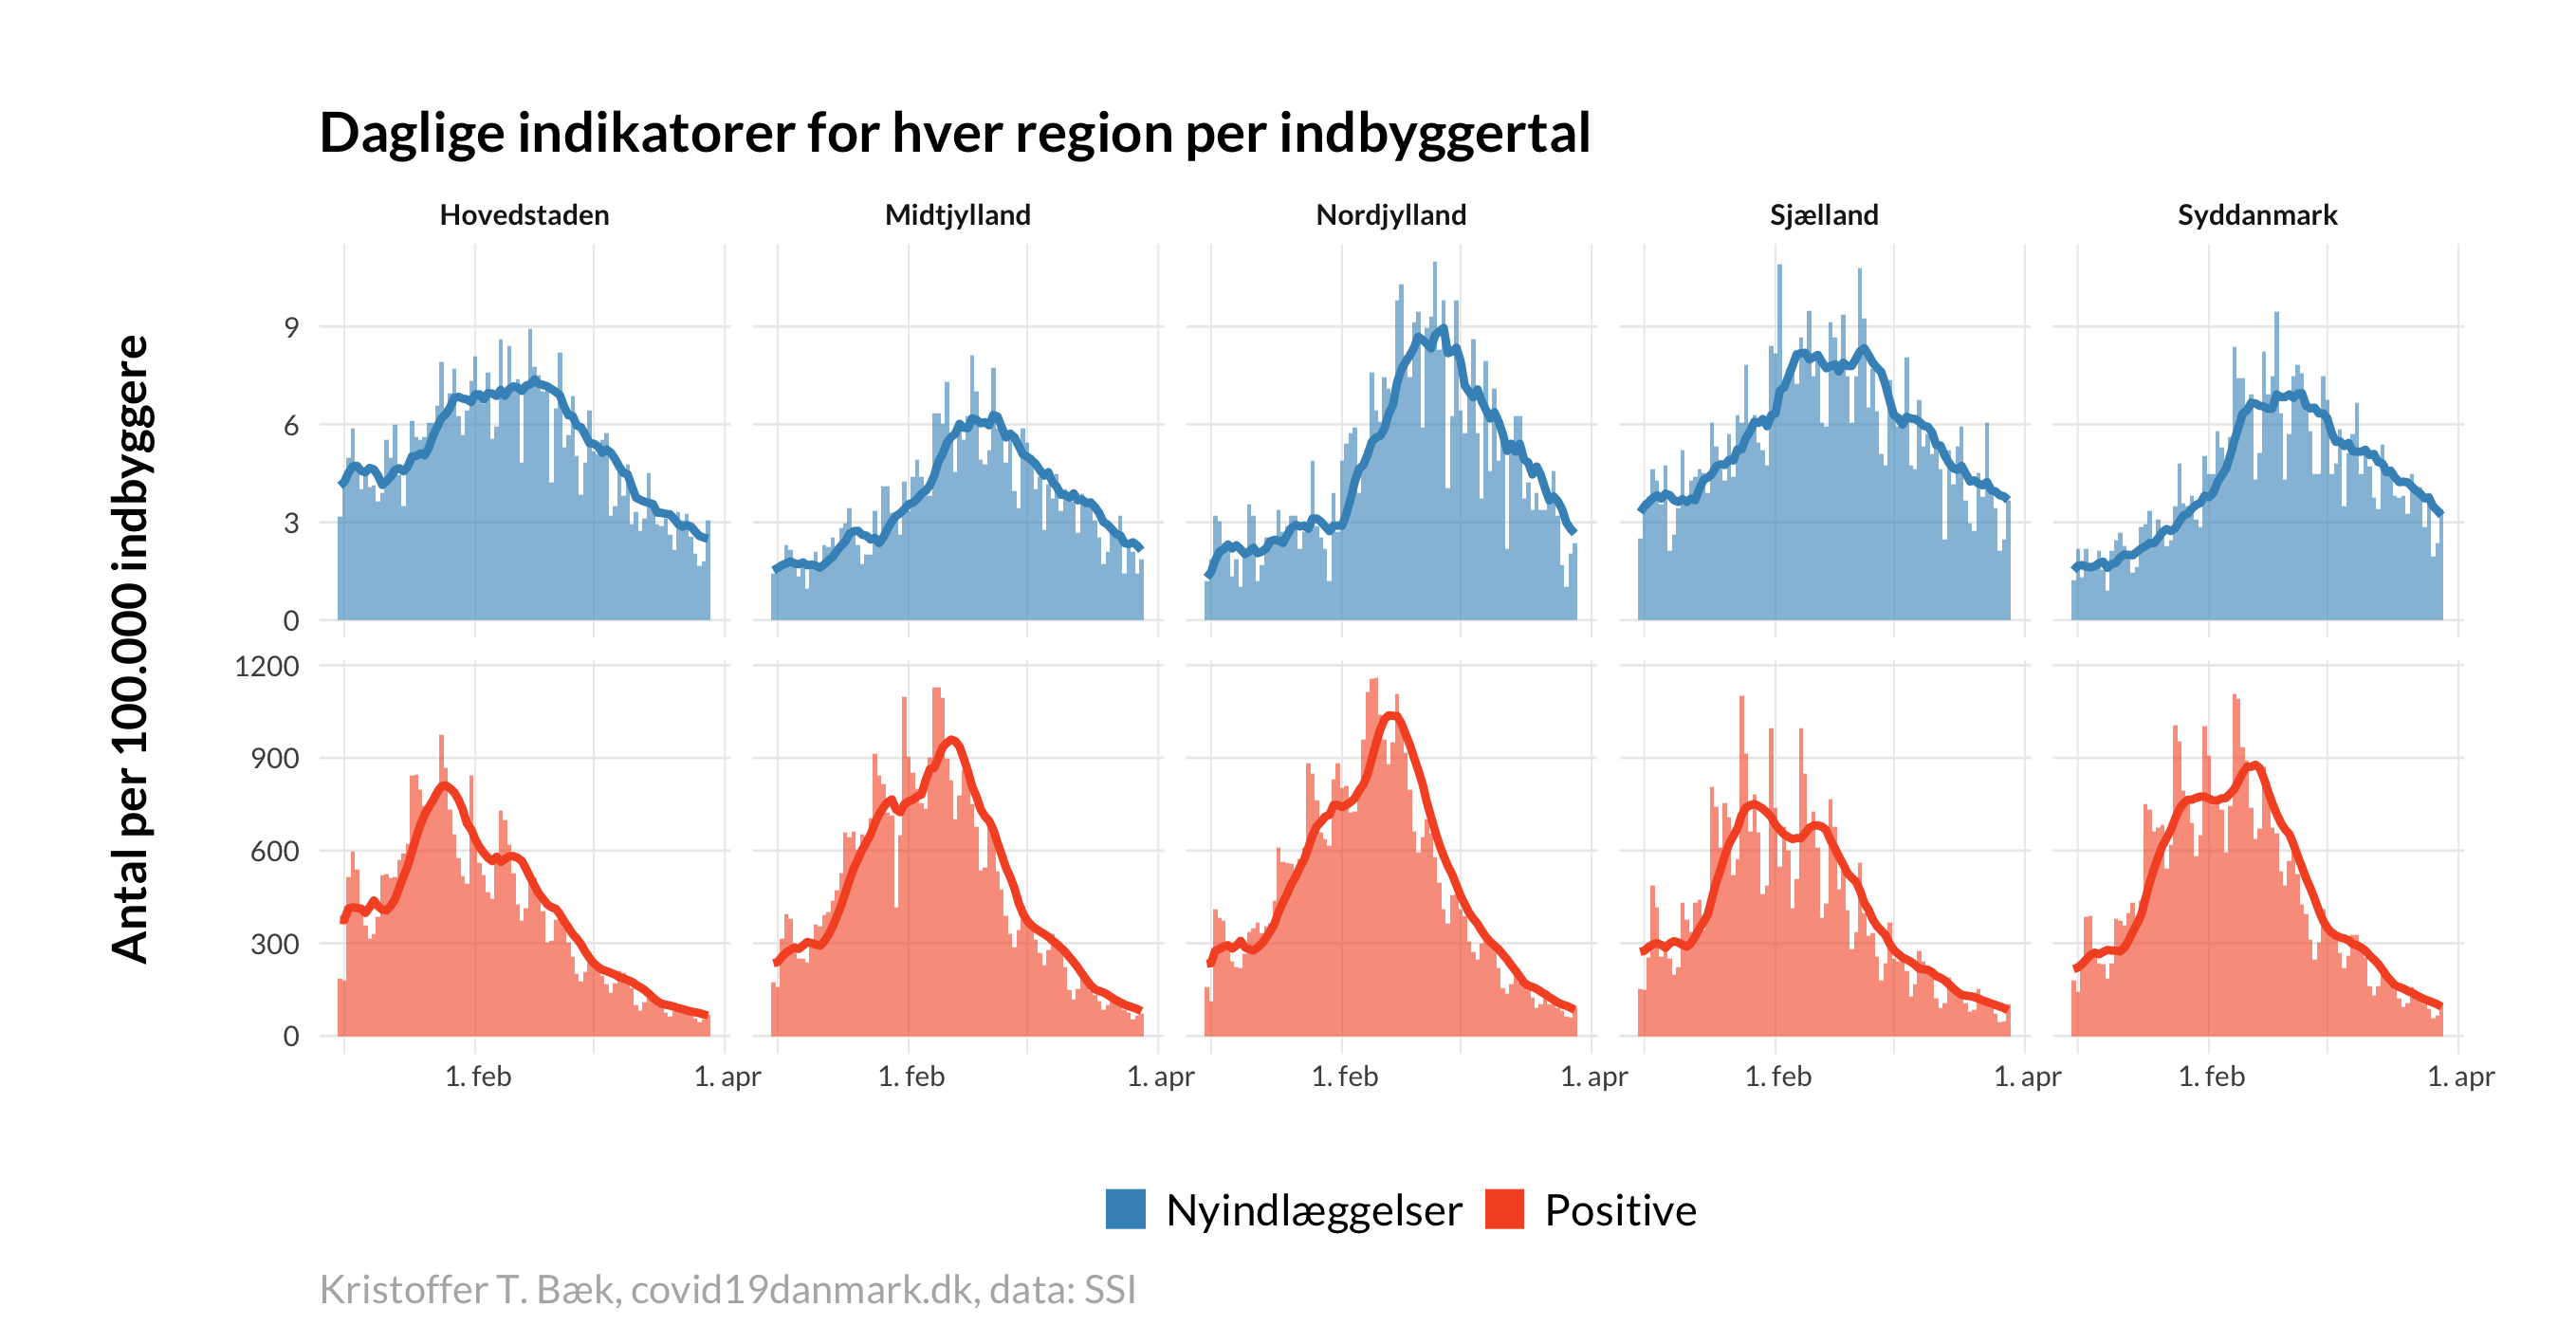 Daglige indikatorer for hver region per indbyggertal
Hovedstaden Midtjylland Nordjylland Sjælland Syddanmark
Antal per 100.000 indbyggere
9
6
3
0
1200
900
600
300
0
1. feb 1. apr 1. feb 1. apr 1. feb 1. apr 1. feb 1. apr 1. feb 1. apr
Nyindlæggelser Positive
Kristoffer T. Bæk, covid19danmark.dk, data: SSI